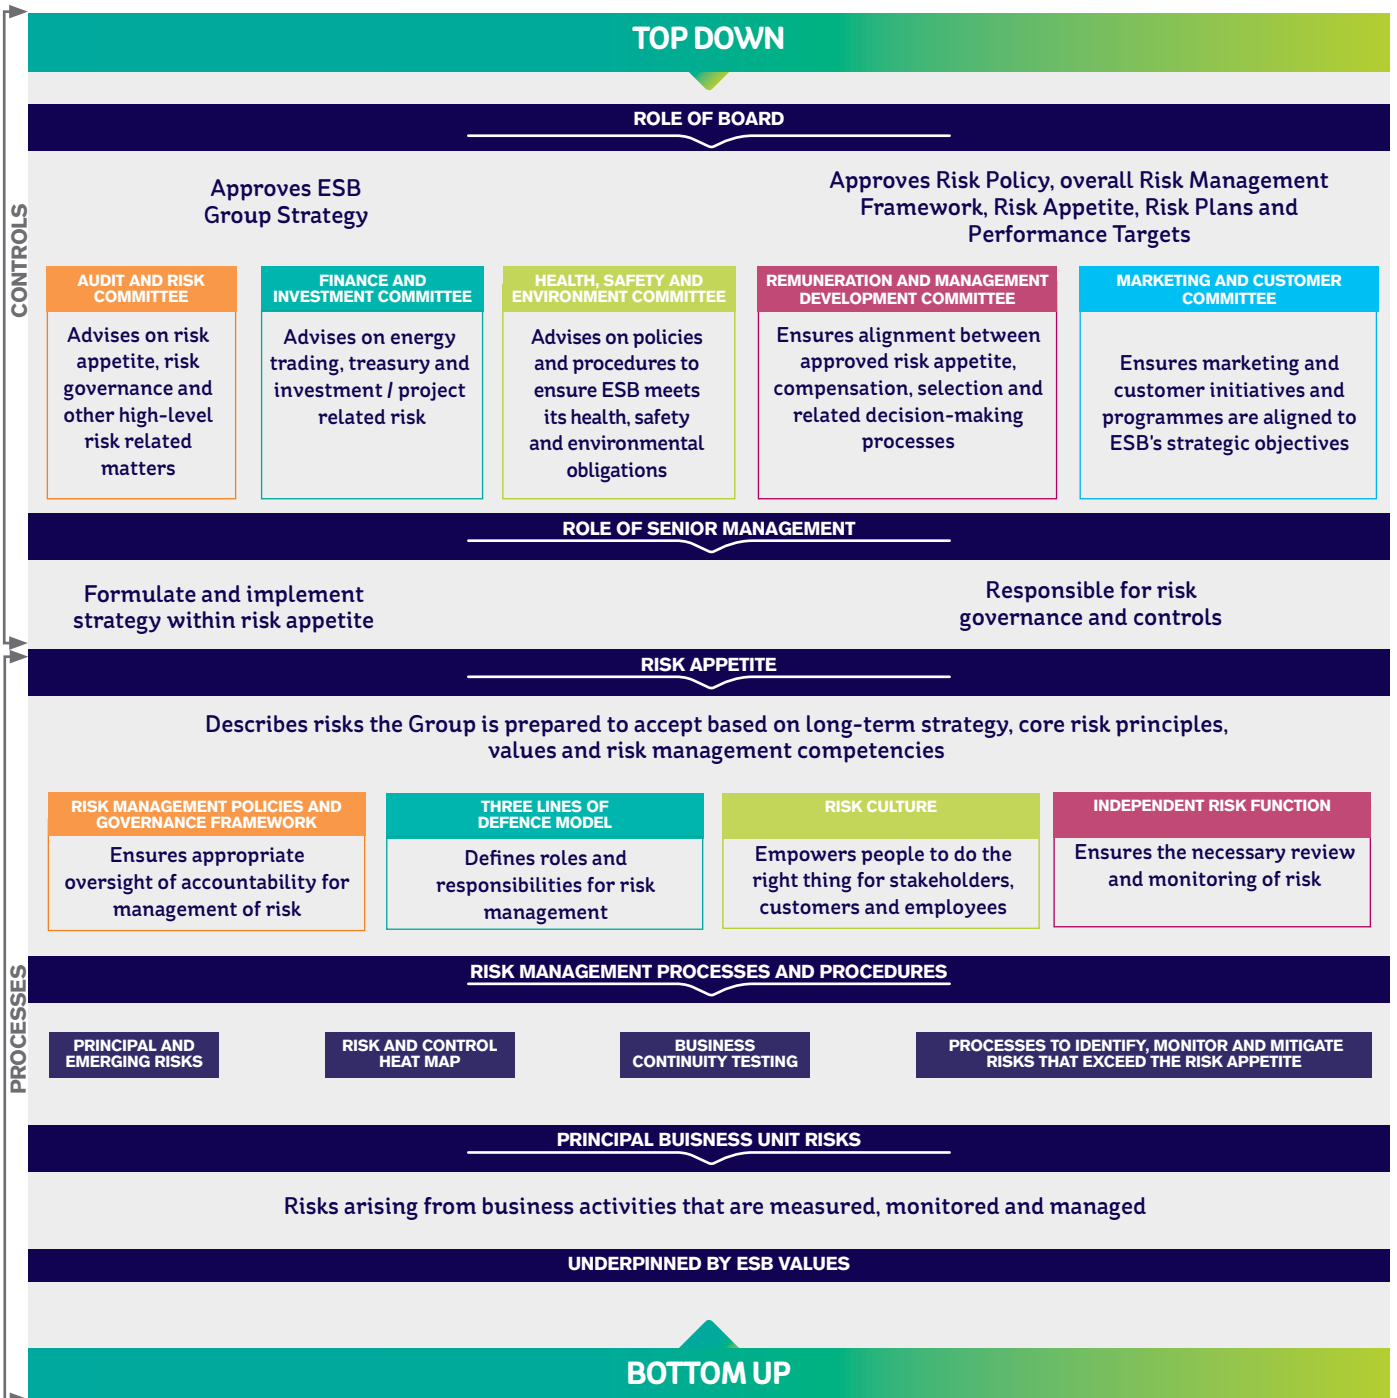 TOP DOWN
ROLE OF BOARD
Approves ESB
Group Strategy
Approves Risk Policy, overall Risk Management
Framework, Risk Appetite, Risk Plans and
Performance Targets
CONTROLS
AUDIT AND RISK
COMMITTEE
Advises on risk
appetite, risk
governance and
other high-level
risk related
matters
FINANCE AND
INVESTMENT COMMITTEE
Advises on energy
trading, treasury and
investment / project
related risk
HEALTH, SAFETY AND
ENVIRONMENT COMMITTEE
Advises on policies
and procedures to
ensure ESB meets
its health, safety
and environmental
obligations
REMUNERATION AND MANAGEMENT
DEVELOPMENT COMMITTEE
Ensures alignment between
approved risk appetite,
compensation, selection and
related decision-making
processes
MARKETING AND CUSTOMER
COMMITTEE
Ensures marketing and
customer initiatives and
programmes are aligned to
ESB's strategic objectives
ROLE OF SENIOR MANAGEMENT
Formulate and implement
strategy within risk appetite
Responsible for risk
governance and controls
RISK APPETITE
Describes risks the Group is prepared to accept based on long-term strategy, core risk principles,
values and risk management competencies
RISK MANAGEMENT POLICIES AND
GOVERNANCE FRAMEWORK
Ensures appropriate
oversight of accountability for
management of risk
THREE LINES OF
DEFENCE MODEL
Defines roles and
responsibilities for risk
management
RISK CULTURE
Empowers people to do the
right thing for stakeholders,
customers and employees
INDEPENDENT RISK FUNCTION
Ensures the necessary review
and monitoring of risk
PROCESSES
RISK MANAGEMENT PROCESSES AND PROCEDURES
PRINCIPAL AND
EMERGING RISKS
RISK AND CONTROL
HEAT MAP
BUSINESS
CONTINUITY TESTING
PROCESSES TO IDENTIFY, MONITOR AND MITIGATE
RISKS THAT EXCEED THE RISK APPETITE
PRINCIPAL BUISNESS UNIT RISKS
Risks arising from business activities that are measured, monitored and managed
UNDERPINNED BY ESB VALUES
BOTTOM UP